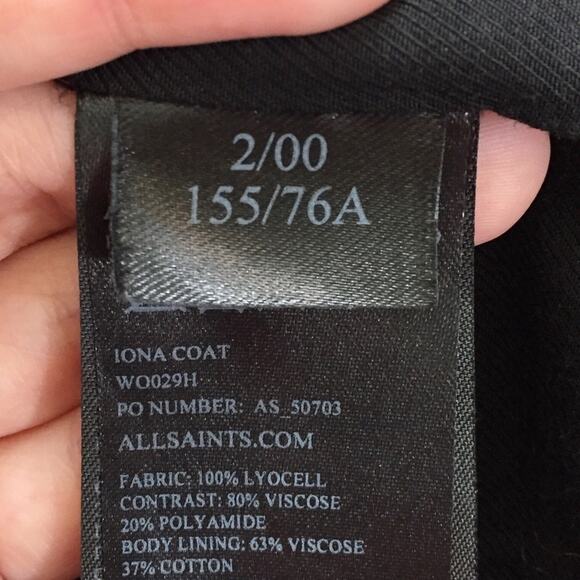 2/00
155/76A
IONA COAT
WO029H
PO NUMBER: AS_50703
ALLSAINTS.COM
FABRIC: 100% LYOCELL
CONTRAST: 80% VISCOSE
20% POLYAMIDE
BODY LINING: 63% VISCOSE
37% COTTON